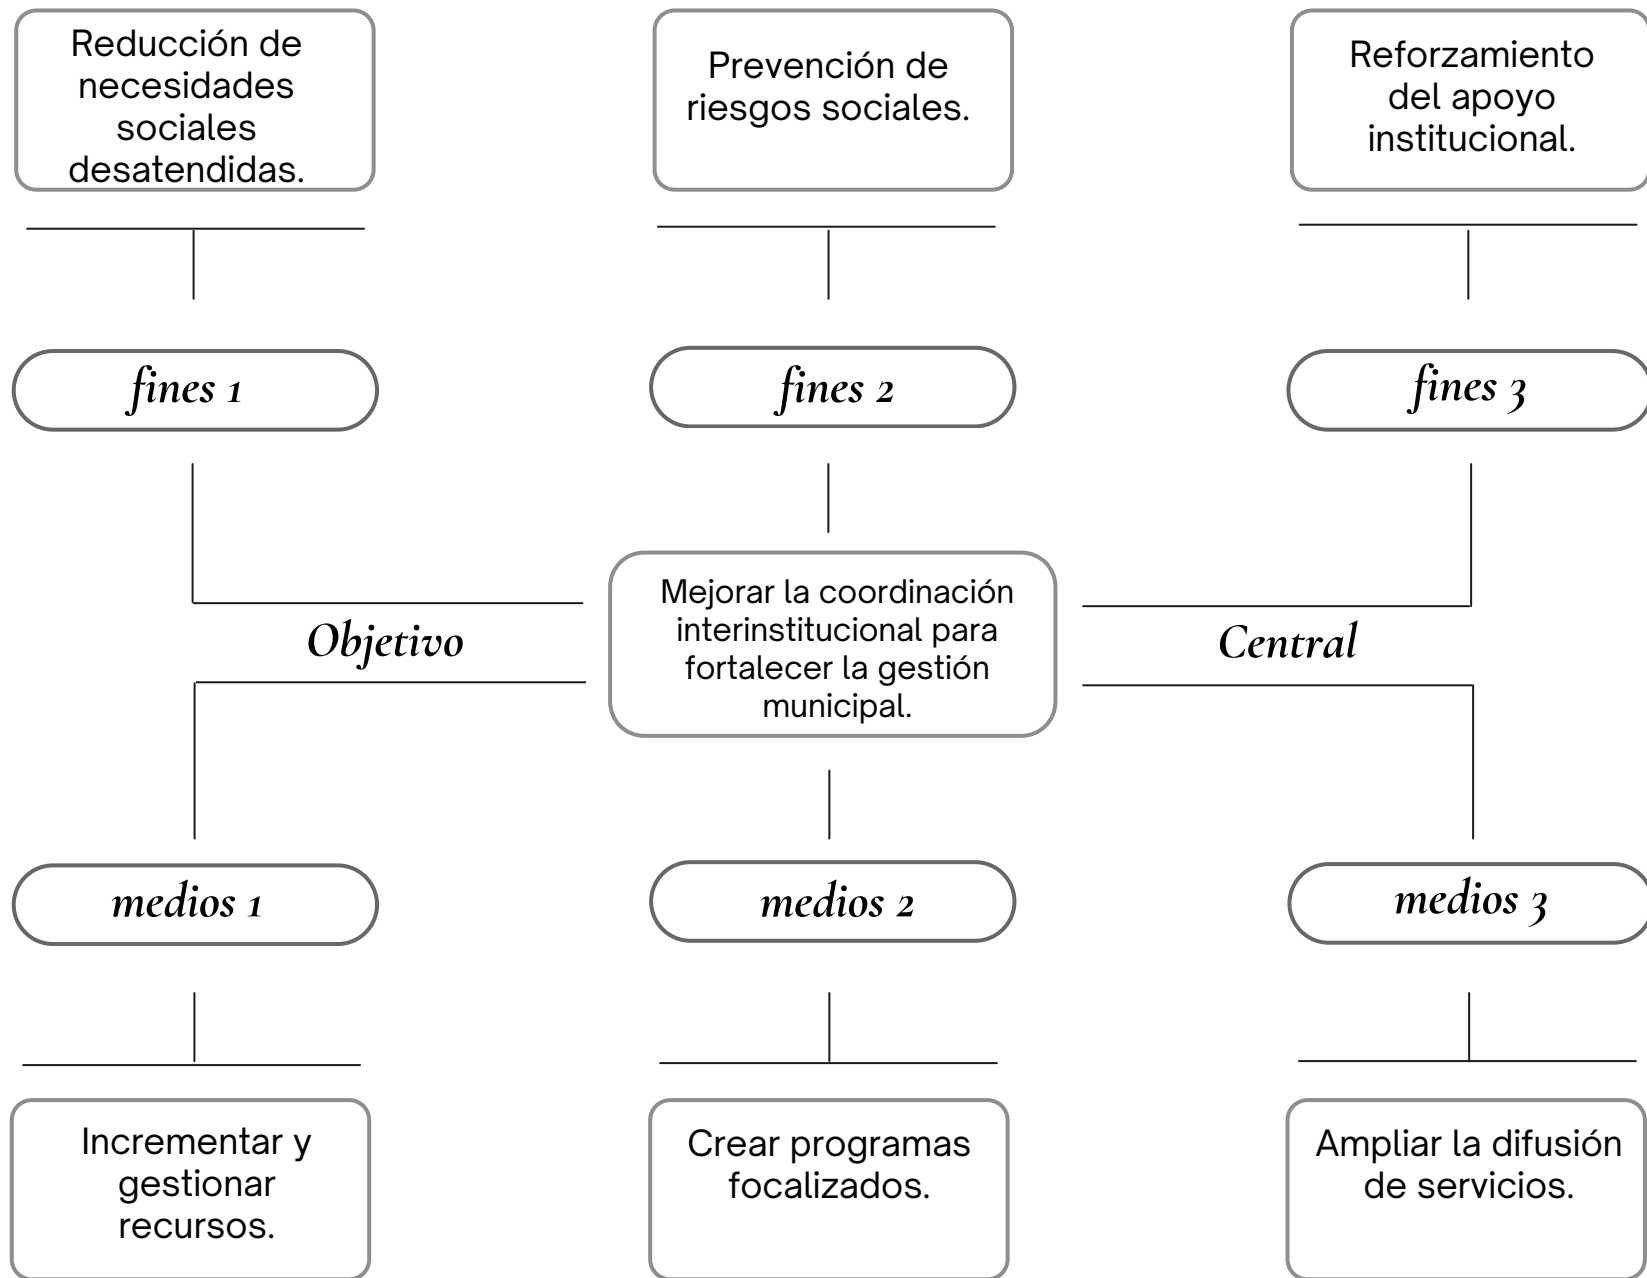 Reducción de
necesidades
sociales
desatendidas.
Prevención de
riesgos sociales.
Reforzamiento
del apoyo
institucional.
fines 1
fines 2
fines 3
Objetivo
Mejorar la coordinación
interinstitucional para
fortalecer la gestión
municipal.
Central
medios 1
medios 2
medios 3
Incrementar y
gestionar
recursos.
Crear programas
focalizados.
Ampliar la difusión
de servicios.